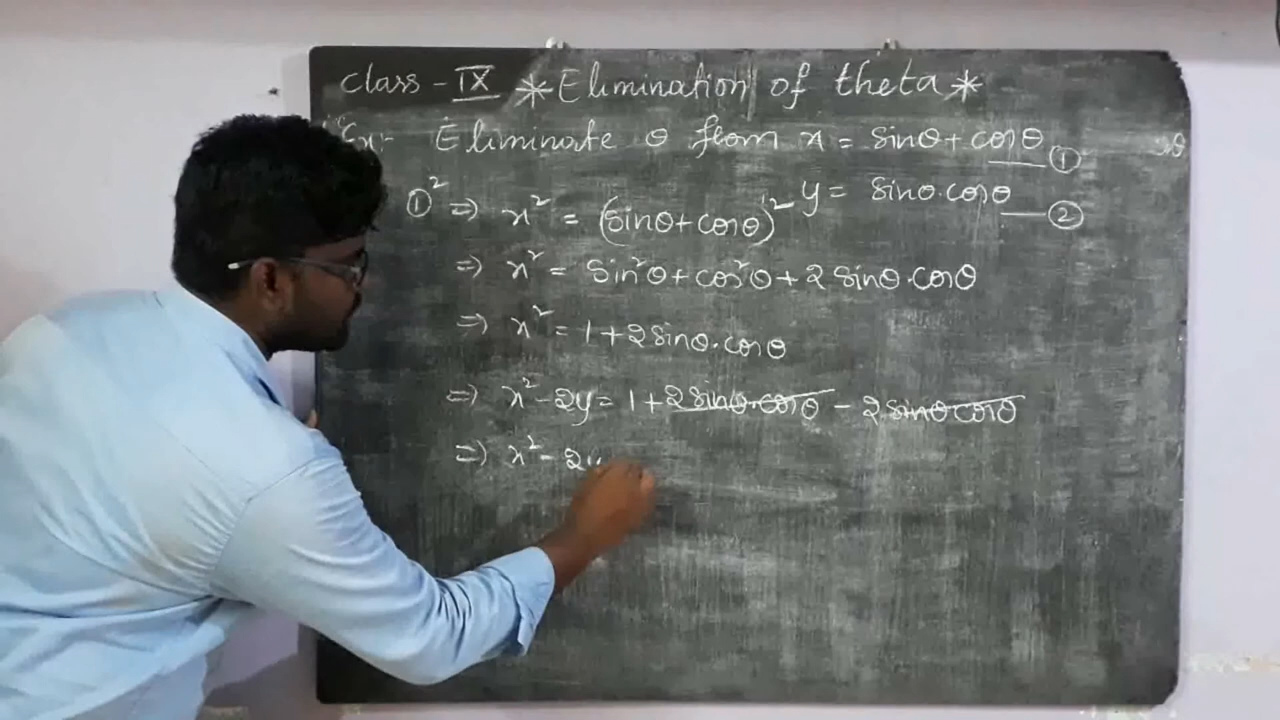 Class - IX * Elimination of theta *
Ex:- Eliminate θ from x = sinθ + cosθ — ①
y = sinθ.cosθ — ②
①² ⇒ x² = (sinθ+cosθ)²
⇒ x² = sin²θ + cos²θ + 2 sinθ.cosθ
⇒ x² = 1 + 2 sinθ.cosθ
⇒ x² - 2y = 1 + 2 sinθ.cosθ - 2 sinθ cosθ
⇒ x² - 2y